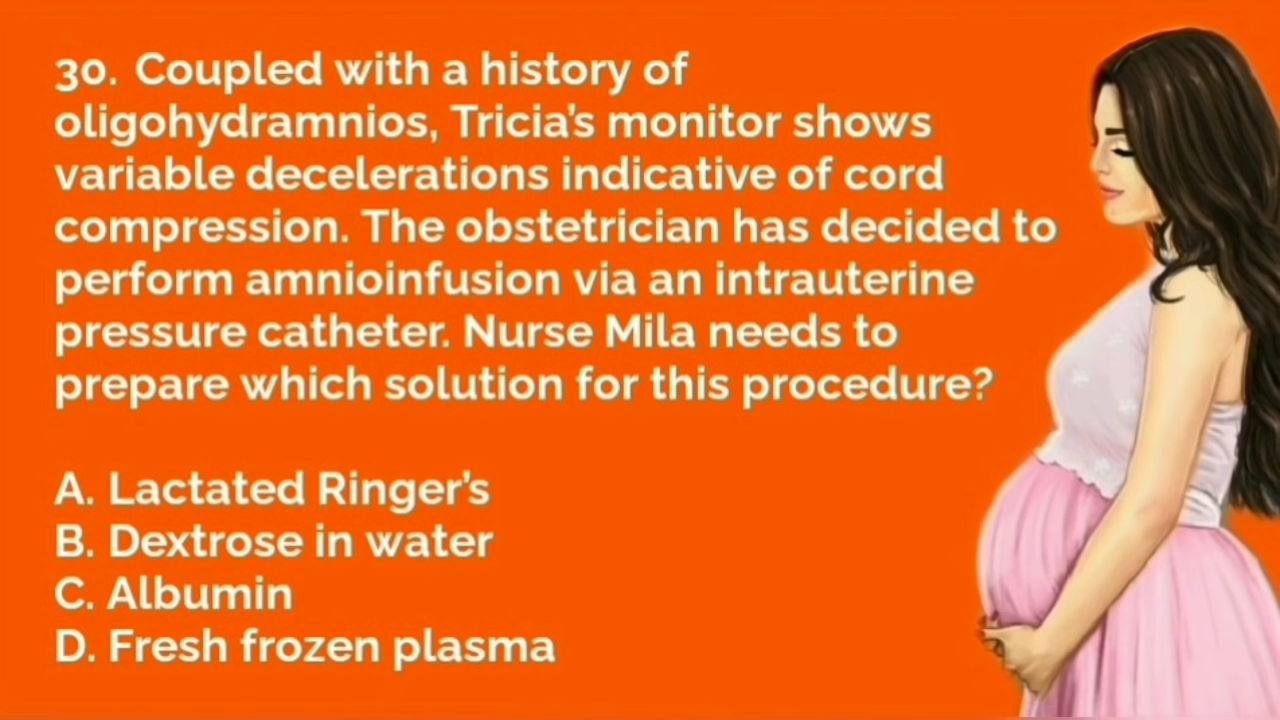 30. Coupled with a history of
oligohydramnios, Tricia's monitor shows
variable decelerations indicative of cord
compression. The obstetrician has decided to
perform amnioinfusion via an intrauterine
pressure catheter. Nurse Mila needs to
prepare which solution for this procedure?
A. Lactated Ringer's
B. Dextrose in water
C. Albumin
D. Fresh frozen plasma